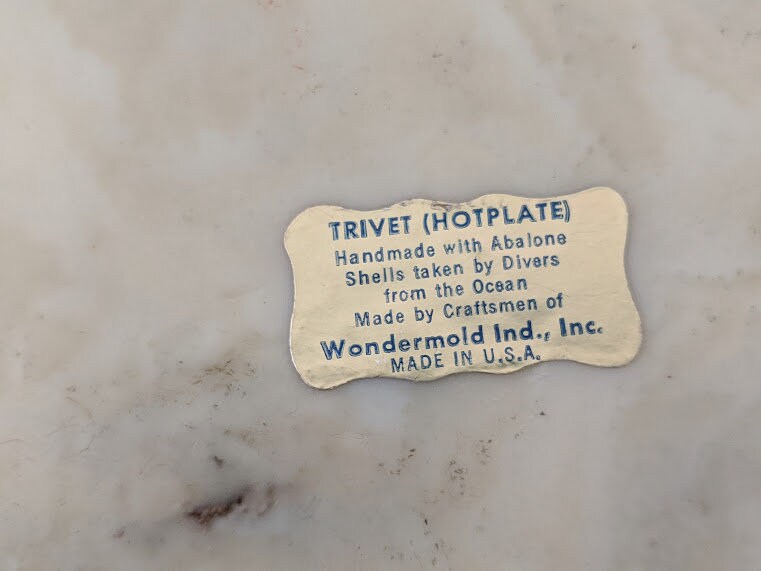 TRIVET (HOTPLATE)
Handmade with Abalone
Shells taken by Divers
from the Ocean
Made by Craftsmen of
Wondermold Ind., Inc.
MADE IN U.S.A.